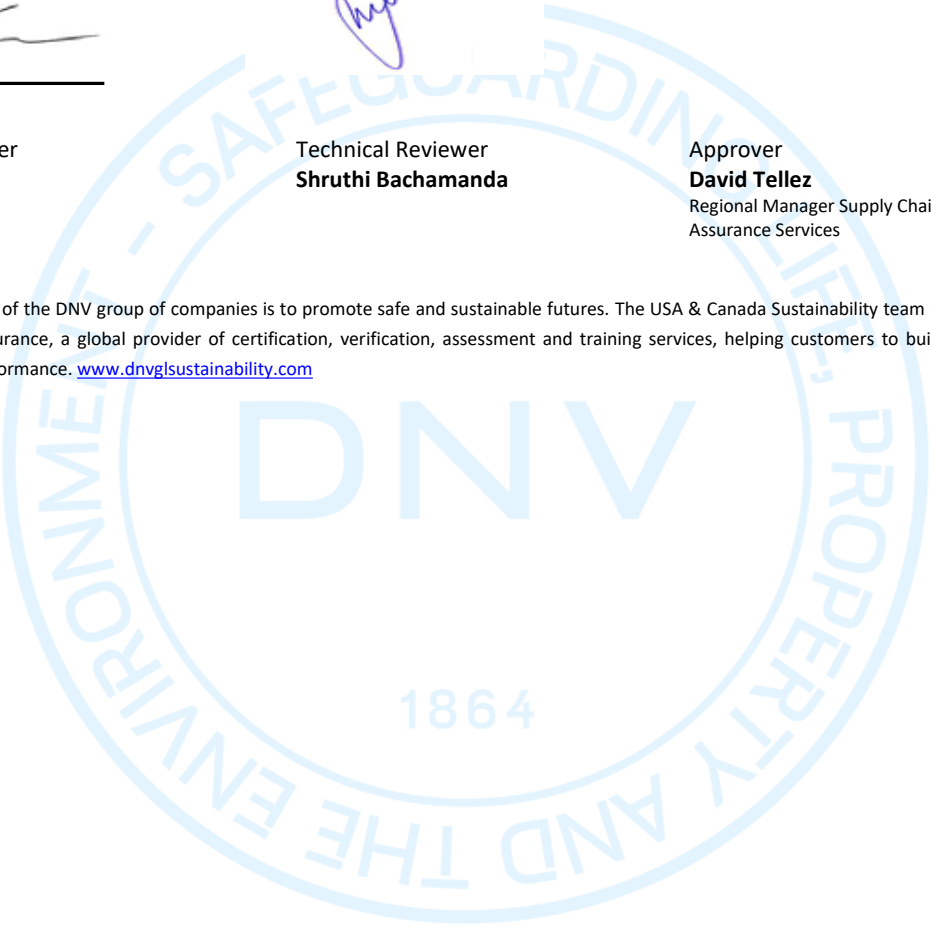 er
Technical Reviewer
Approver
Shruthi Bachamanda
David Tellez
Regional Manager Supply Chai
Assurance Services
of the DNV group of companies is to promote safe and sustainable futures. The USA & Canada Sustainability team
urance, a global provider of certification, verification, assessment and training services, helping customers to bui
ormance. www.dnvglsustainability.com
SAFEGUARDING LIFE, PROPERTY AND THE ENVIRONMENT -
DNV
1864